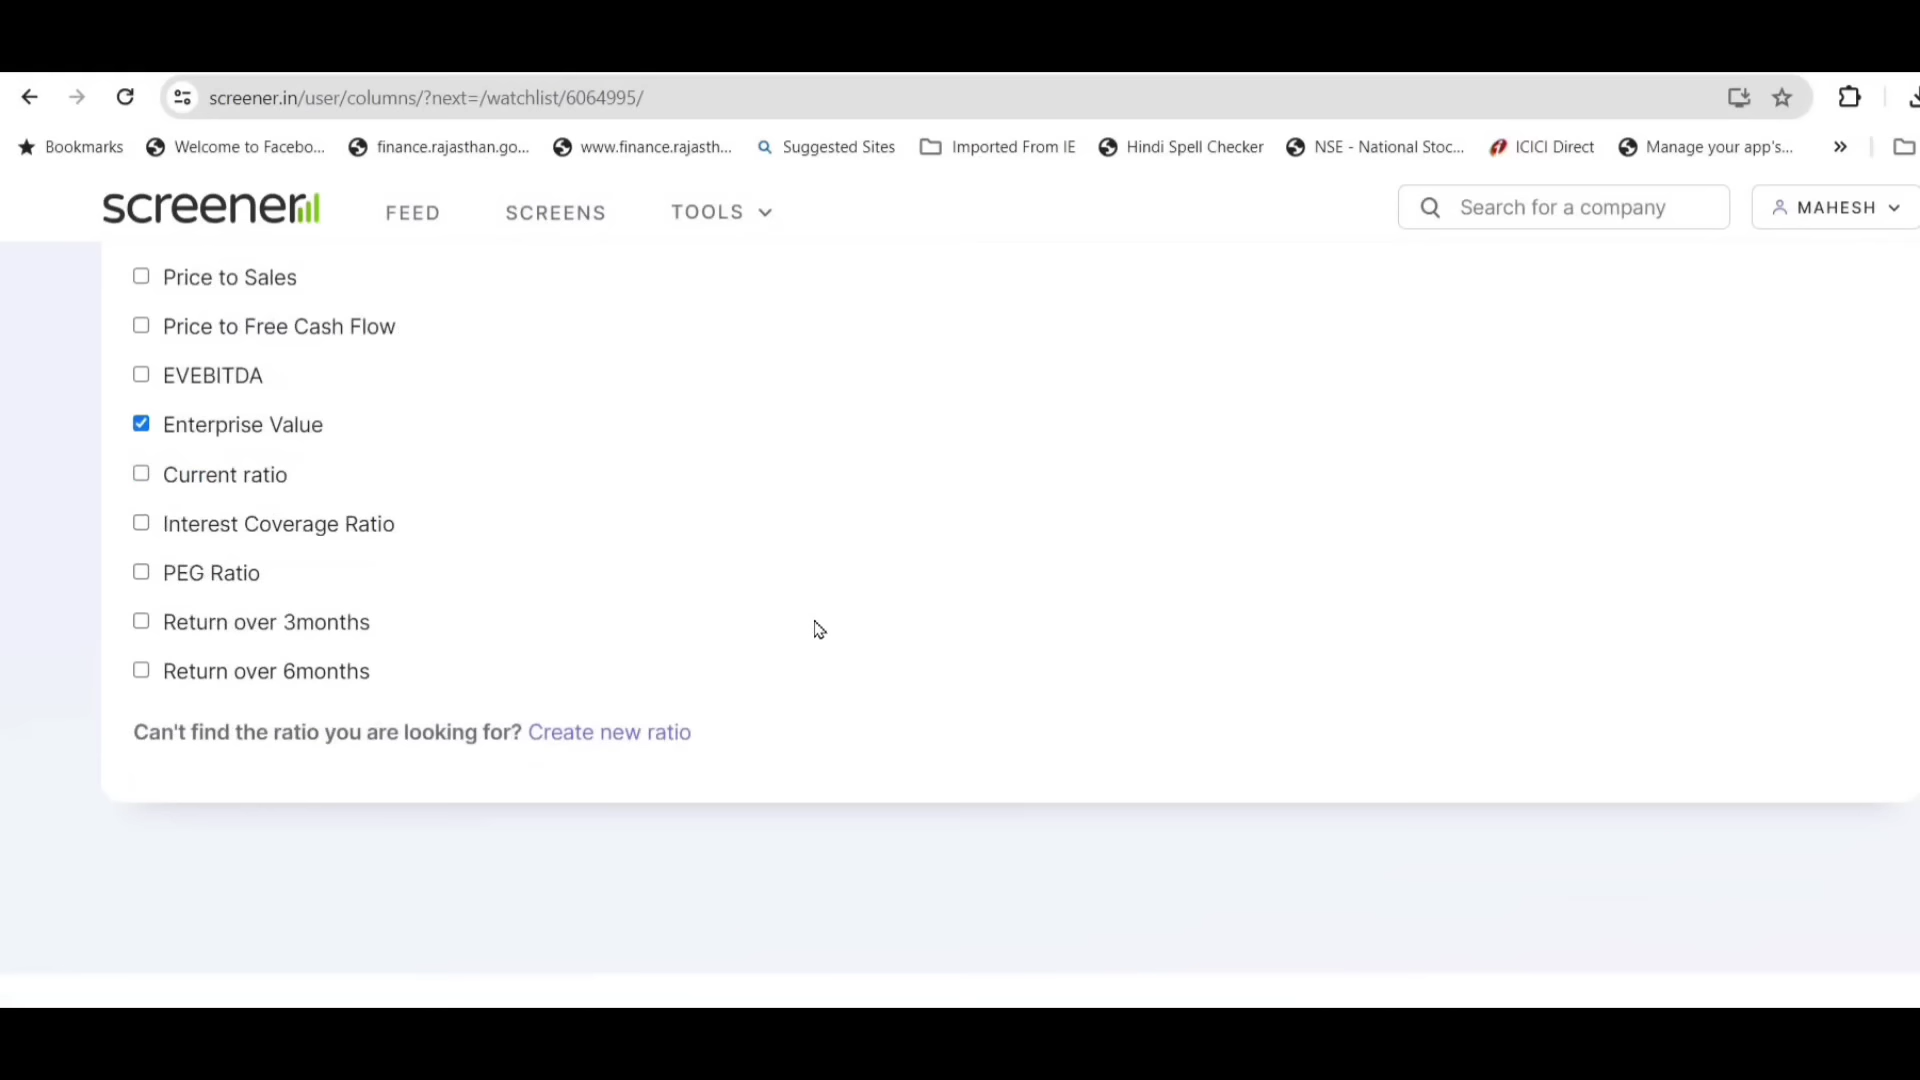 screener.in/user/columns/?next=/watchlist/6064995/
Bookmarks Welcome to Facebo... finance.rajasthan.go... www.finance.rajasth... Suggested Sites Imported From IE Hindi Spell Checker NSE - National Stoc... ICICI Direct Manage your app's... »
screener FEED SCREENS TOOLS Search for a company MAHESH
Price to Sales
Price to Free Cash Flow
EVEBITDA
Enterprise Value
Current ratio
Interest Coverage Ratio
PEG Ratio
Return over 3months
Return over 6months
Can't find the ratio you are looking for? Create new ratio